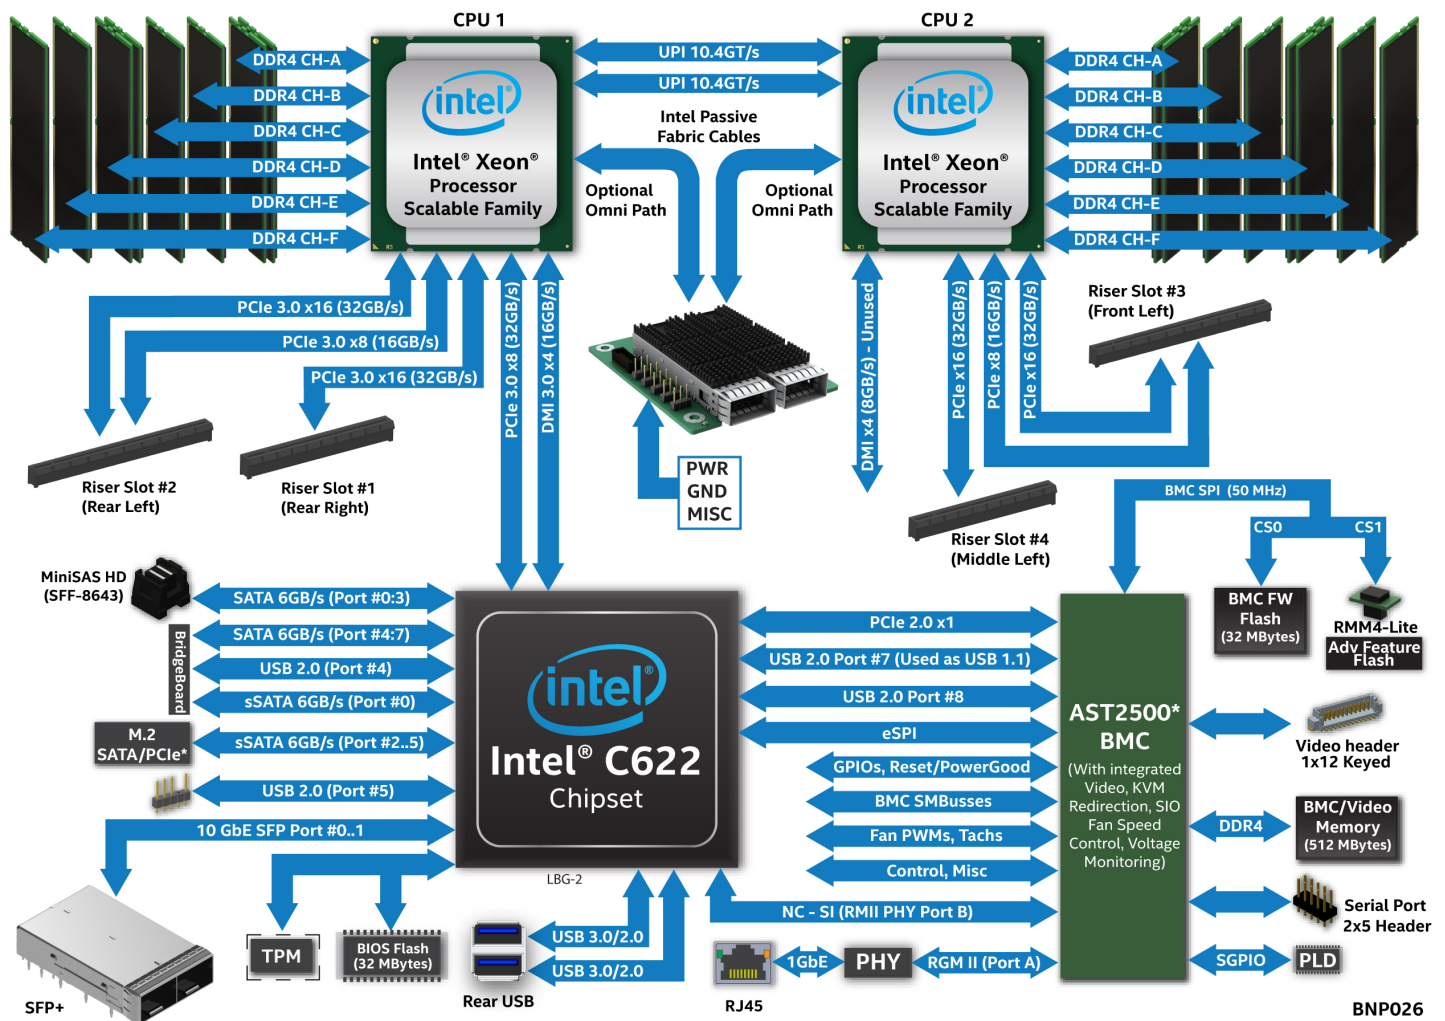 CPU 1
CPU 2
DDR4 CH-A
DDR4 CH-B
DDR4 CH-C
DDR4 CH-D
DDR4 CH-E
DDR4 CH-F
intel®
Intel® Xeon®
Processor
Scalable Family
R3
UPI 10.4GT/s
UPI 10.4GT/s
Intel Passive
Fabric Cables
Optional
Omni Path
Optional
Omni Path
intel®
Intel® Xeon®
Processor
Scalable Family
R3
DDR4 CH-A
DDR4 CH-B
DDR4 CH-C
DDR4 CH-D
DDR4 CH-E
DDR4 CH-F
PCIe 3.0 x16 (32GB/s)
PCIe 3.0 x8 (16GB/s)
PCIe 3.0 x16 (32GB/s)
PCIe 3.0 x8 (32GB/s)
DMI 3.0 x4 (16GB/s)
DMI x4 (8GB/s) - Unused
PCIe x16 (32GB/s)
PCIe x8 (16GB/s)
PCIe x16 (32GB/s)
Riser Slot #3
(Front Left)
Riser Slot #2
(Rear Left)
Riser Slot #1
(Rear Right)
PWR
GND
MISC
Riser Slot #4
(Middle Left)
BMC SPI (50 MHz)
CS0
CS1
BMC FW
Flash
(32 MBytes)
RMM4-Lite
Adv Feature
Flash
MiniSAS HD
(SFF-8643)
SATA 6GB/s (Port #0:3)
BridgeBoard
SATA 6GB/s (Port #4:7)
USB 2.0 (Port #4)
sSATA 6GB/s (Port #0)
M.2
SATA/PCIe*
sSATA 6GB/s (Port #2..5)
USB 2.0 (Port #5)
10 GbE SFP Port #0..1
intel®
Intel® C622
Chipset
LBG-2
PCIe 2.0 x1
USB 2.0 Port #7 (Used as USB 1.1)
USB 2.0 Port #8
eSPI
GPIOs, Reset/PowerGood
BMC SMBusses
Fan PWMs, Tachs
Control, Misc
NC - SI (RMII PHY Port B)
AST2500*
BMC
(With integrated
Video, KVM
Redirection, SIO
Fan Speed
Control, Voltage
Monitoring)
Video header
1x12 Keyed
DDR4
BMC/Video
Memory
(512 MBytes)
Serial Port
2x5 Header
SGPIO
PLD
SFP+
TPM
BIOS Flash
(32 MBytes)
USB 3.0/2.0
USB 3.0/2.0
Rear USB
RJ45
1GbE
PHY
RGM II (Port A)
BNP026